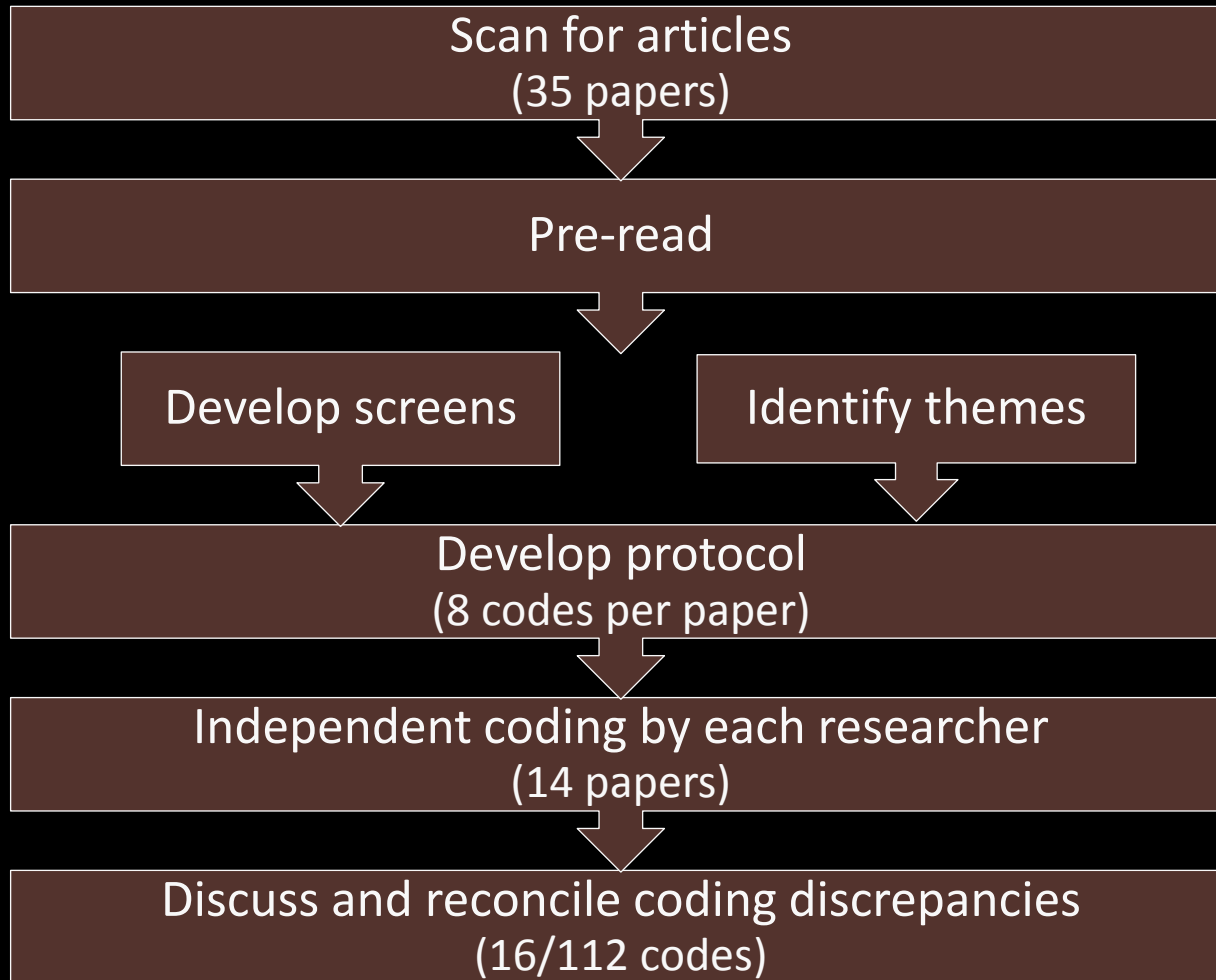 Scan for articles
(35 papers)
Pre-read
Develop screens
Identify themes
Develop protocol
(8 codes per paper)
Independent coding by each researcher
(14 papers)
Discuss and reconcile coding discrepancies
(16/112 codes)